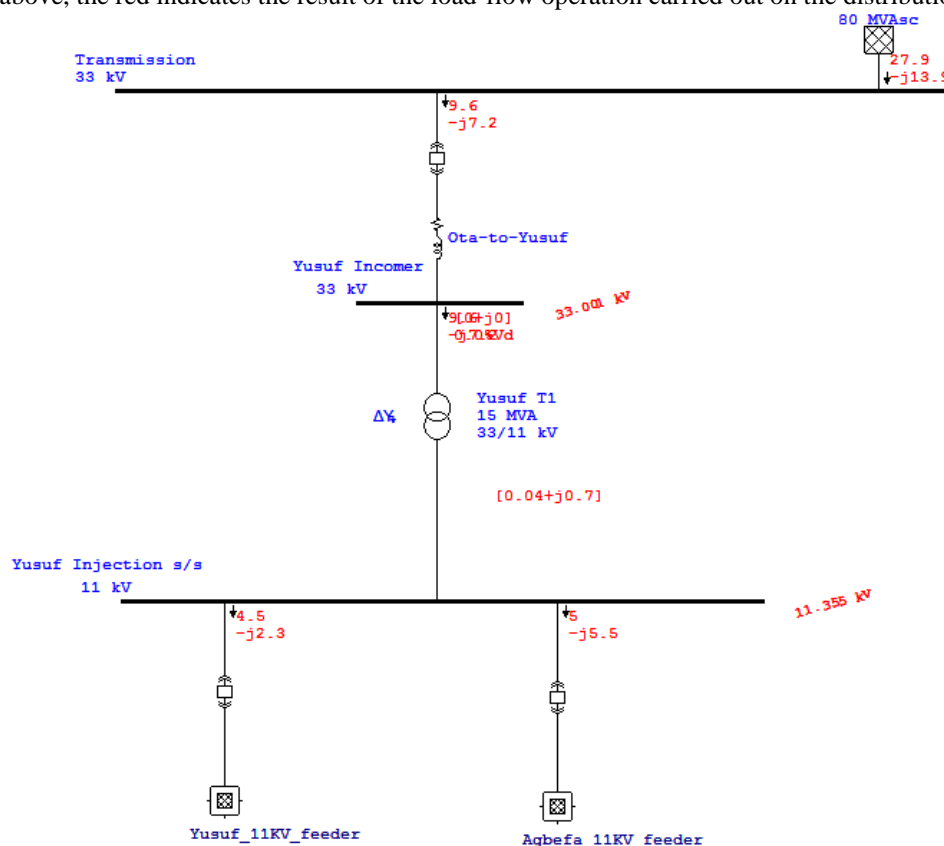 above, the red indicates the result of the load-flow operation carried out on the distributio
80 MVAsc
27.9
-j13.9
Transmission
33 kV
9.6
-j7.2
Ota-to-Yusuf
Yusuf Incomer
33 kV
33.001 kV
[0+j0]
Yusuf T1
15 MVA
33/11 kV
[0.04+j0.7]
Yusuf Injection s/s
11 kV
11.355 kV
4.5
-j2.3
5
-j5.5
Yusuf_11KV_feeder
Agbefa 11KV feeder